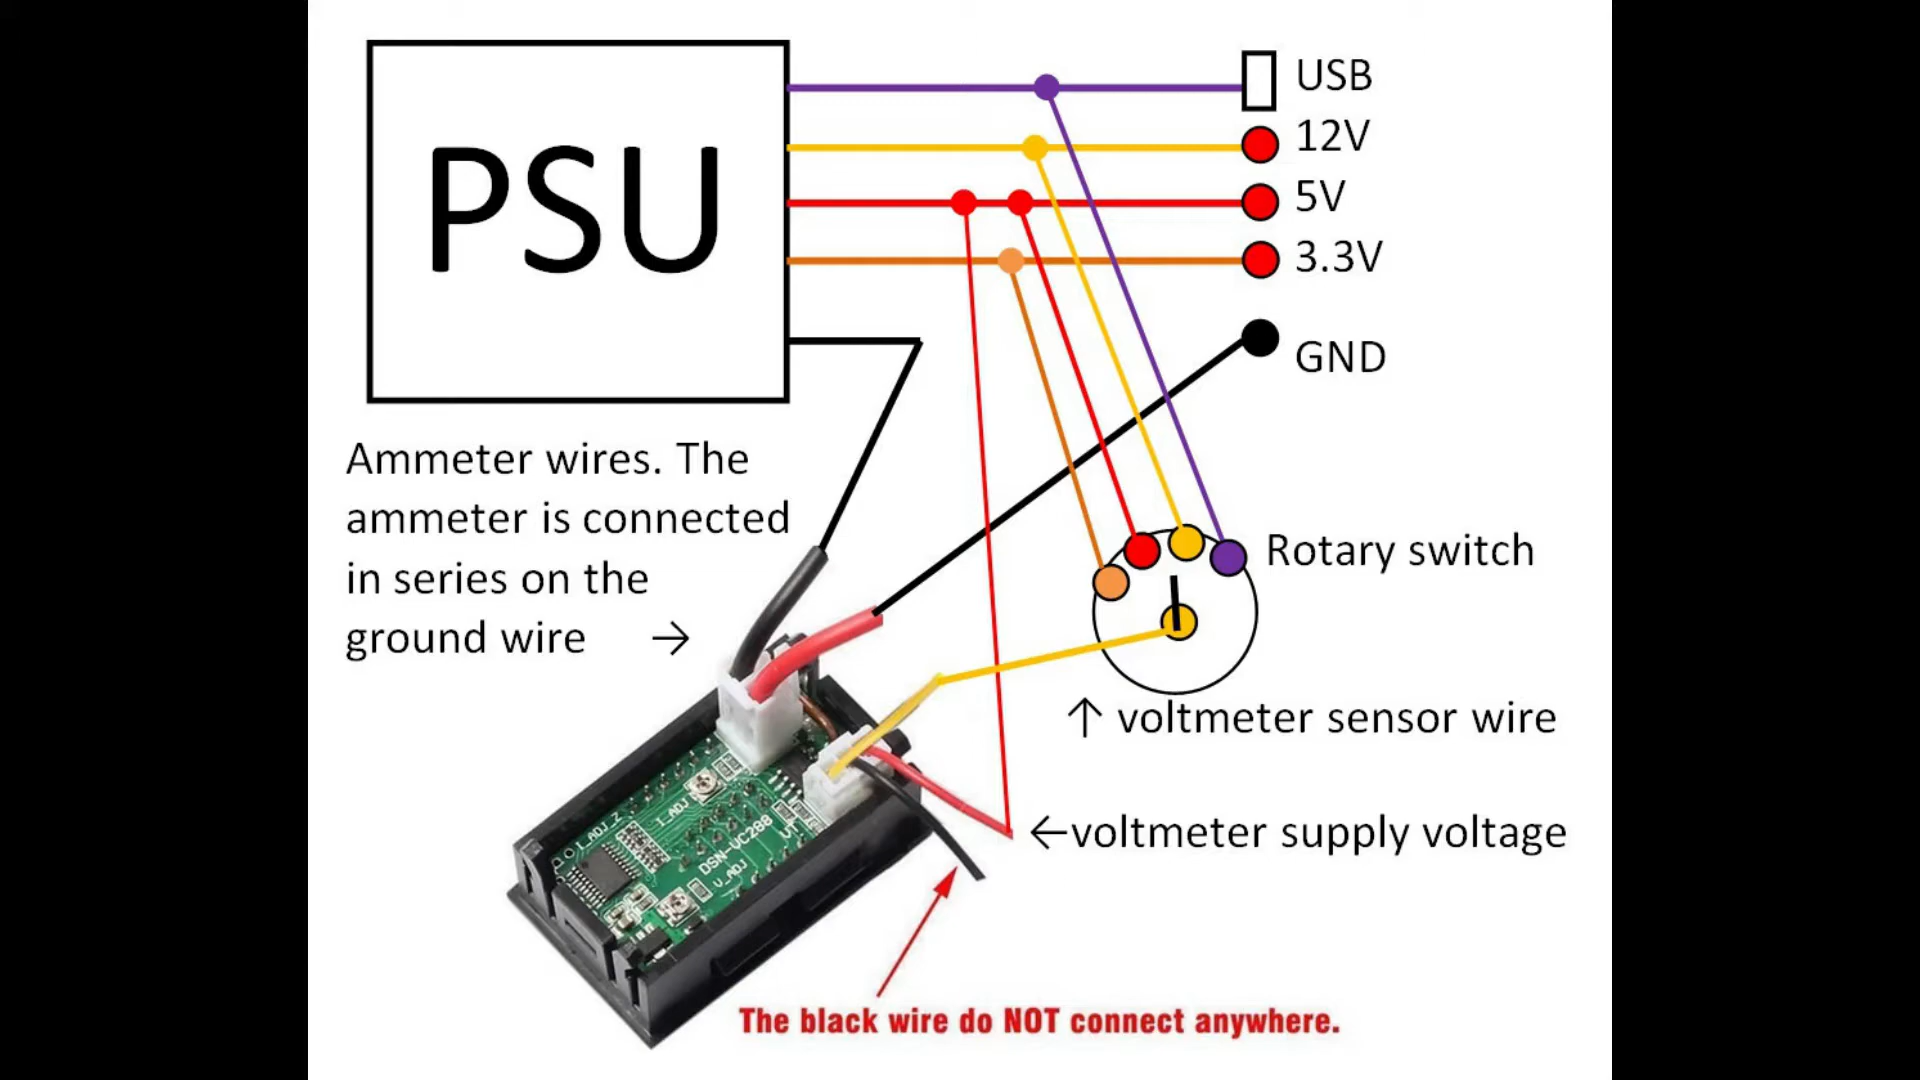 PSU
USB
12V
5V
3.3V
GND
Ammeter wires. The
ammeter is connected
in series on the
ground wire →
Rotary switch
↑ voltmeter sensor wire
←voltmeter supply voltage
I_ADJ_Z
I_ADJ
DSN-VC288
V_ADJ
The black wire do NOT connect anywhere.